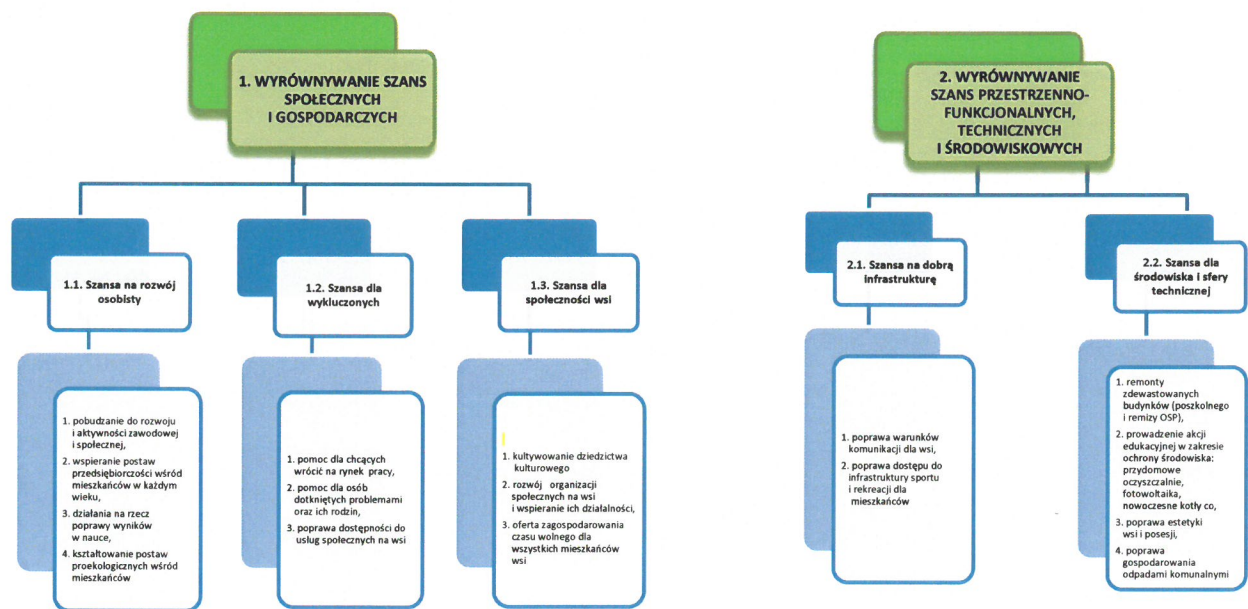 1. WYRÓWNYWANIE SZANS
SPOŁECZNYCH
I GOSPODARCZYCH
2. WYRÓWNYWANIE
SZANS PRZESTRZENNO-
FUNKCJONALNYCH,
TECHNICZNYCH
I ŚRODOWISKOWYCH
1.1. Szansa na rozwój
osobisty
1.2. Szansa dla
wykluczonych
1.3. Szansa dla
społeczności wsi
2.1. Szansa na dobrą
infrastrukturę
2.2. Szansa dla
środowiska i sfery
technicznej
1. pobudzanie do rozwoju
i aktywności zawodowej
i społecznej,
2. wspieranie postaw
przedsiębiorczości wśród
mieszkańców w każdym
wieku,
3. działania na rzecz
poprawy wyników
w nauce,
4. kształtowanie postaw
proekologicznych wśród
mieszkańców
1. pomoc dla chcących
wrócić na rynek pracy,
2. pomoc dla osób
dotkniętych problemami
oraz ich rodzin,
3. poprawa dostępności do
usług społecznych na wsi
1. kultywowanie dziedzictwa
kulturowego
2. rozwój organizacji
społecznych na wsi
i wspieranie ich działalności,
3. oferta zagospodarowania
czasu wolnego dla
wszystkich mieszkańców
wsi
1. poprawa warunków
komunikacji dla wsi,
2. poprawa dostępu do
infrastruktury sportu
i rekreacji dla
mieszkańców
1. remonty
zdewastowanych
budynków (poszkolnego
i remizy OSP),
2. prowadzenie akcji
edukacyjnej w zakresie
ochrony środowiska:
przydomowe
oczyszczalnie,
fotowoltaika,
nowoczesne kotły co,
3. poprawa estetyki
wsi i posesji,
4. poprawa
gospodarowania
odpadami komunalnymi